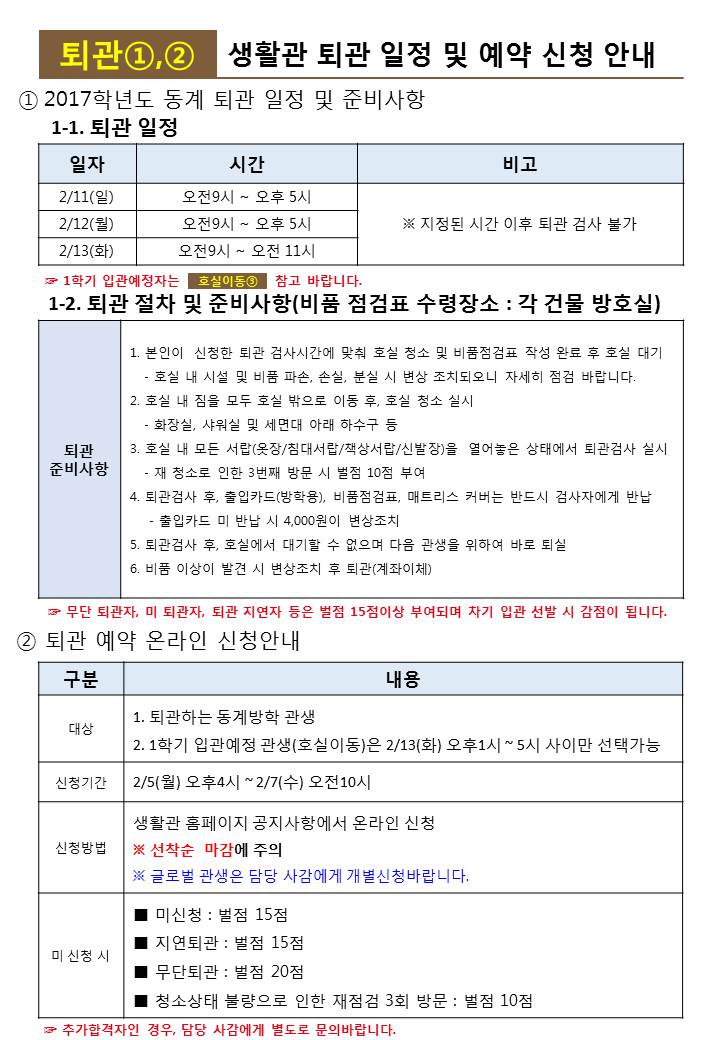 퇴관①,② 생활관 퇴관 일정 및 예약 신청 안내
① 2017학년도 동계 퇴관 일정 및 준비사항
1-1. 퇴관 일정
일자 시간 비고
2/11(일) 오전9시 ~ 오후 5시
2/12(월) 오전9시 ~ 오후 5시 ※ 지정된 시간 이후 퇴관 검사 불가
2/13(화) 오전9시 ~ 오전 11시
☞ 1학기 입관예정자는 호실이동③ 참고 바랍니다.
1-2. 퇴관 절차 및 준비사항(비품 점검표 수령장소 : 각 건물 방호실)
퇴관
준비사항
1. 본인이 신청한 퇴관 검사시간에 맞춰 호실 청소 및 비품점검표 작성 완료 후 호실 대기
- 호실 내 시설 및 비품 파손, 손실, 분실 시 변상 조치되오니 자세히 점검 바랍니다.
2. 호실 내 짐을 모두 호실 밖으로 이동 후, 호실 청소 실시
- 화장실, 샤워실 및 세면대 아래 하수구 등
3. 호실 내 모든 서랍(옷장/침대서랍/책상서랍/신발장)을 열어놓은 상태에서 퇴관검사 실시
- 재 청소로 인한 3번째 방문 시 벌점 10점 부여
4. 퇴관검사 후, 출입카드(방학용), 비품점검표, 매트리스 커버는 반드시 검사자에게 반납
- 출입카드 미 반납 시 4,000원이 변상조치
5. 퇴관검사 후, 호실에서 대기할 수 없으며 다음 관생을 위하여 바로 퇴실
6. 비품 이상이 발견 시 변상조치 후 퇴관(계좌이체)
☞ 무단 퇴관자, 미 퇴관자, 퇴관 지연자 등은 벌점 15점이상 부여되며 차기 입관 선발 시 감점이 됩니다.
② 퇴관 예약 온라인 신청안내
구분 내용
대상
1. 퇴관하는 동계방학 관생
2. 1학기 입관예정 관생(호실이동)은 2/13(화) 오후1시 ~ 5시 사이만 선택가능
신청기간 2/5(월) 오후4시 ~ 2/7(수) 오전10시
신청방법
생활관 홈페이지 공지사항에서 온라인 신청
※ 선착순 마감에 주의
※ 글로벌 관생은 담당 사감에게 개별신청바랍니다.
미 신청 시
■ 미신청 : 벌점 15점
■ 지연퇴관 : 벌점 15점
■ 무단퇴관 : 벌점 20점
■ 청소상태 불량으로 인한 재점검 3회 방문 : 벌점 10점
☞ 추가합격자인 경우, 담당 사감에게 별도로 문의바랍니다.